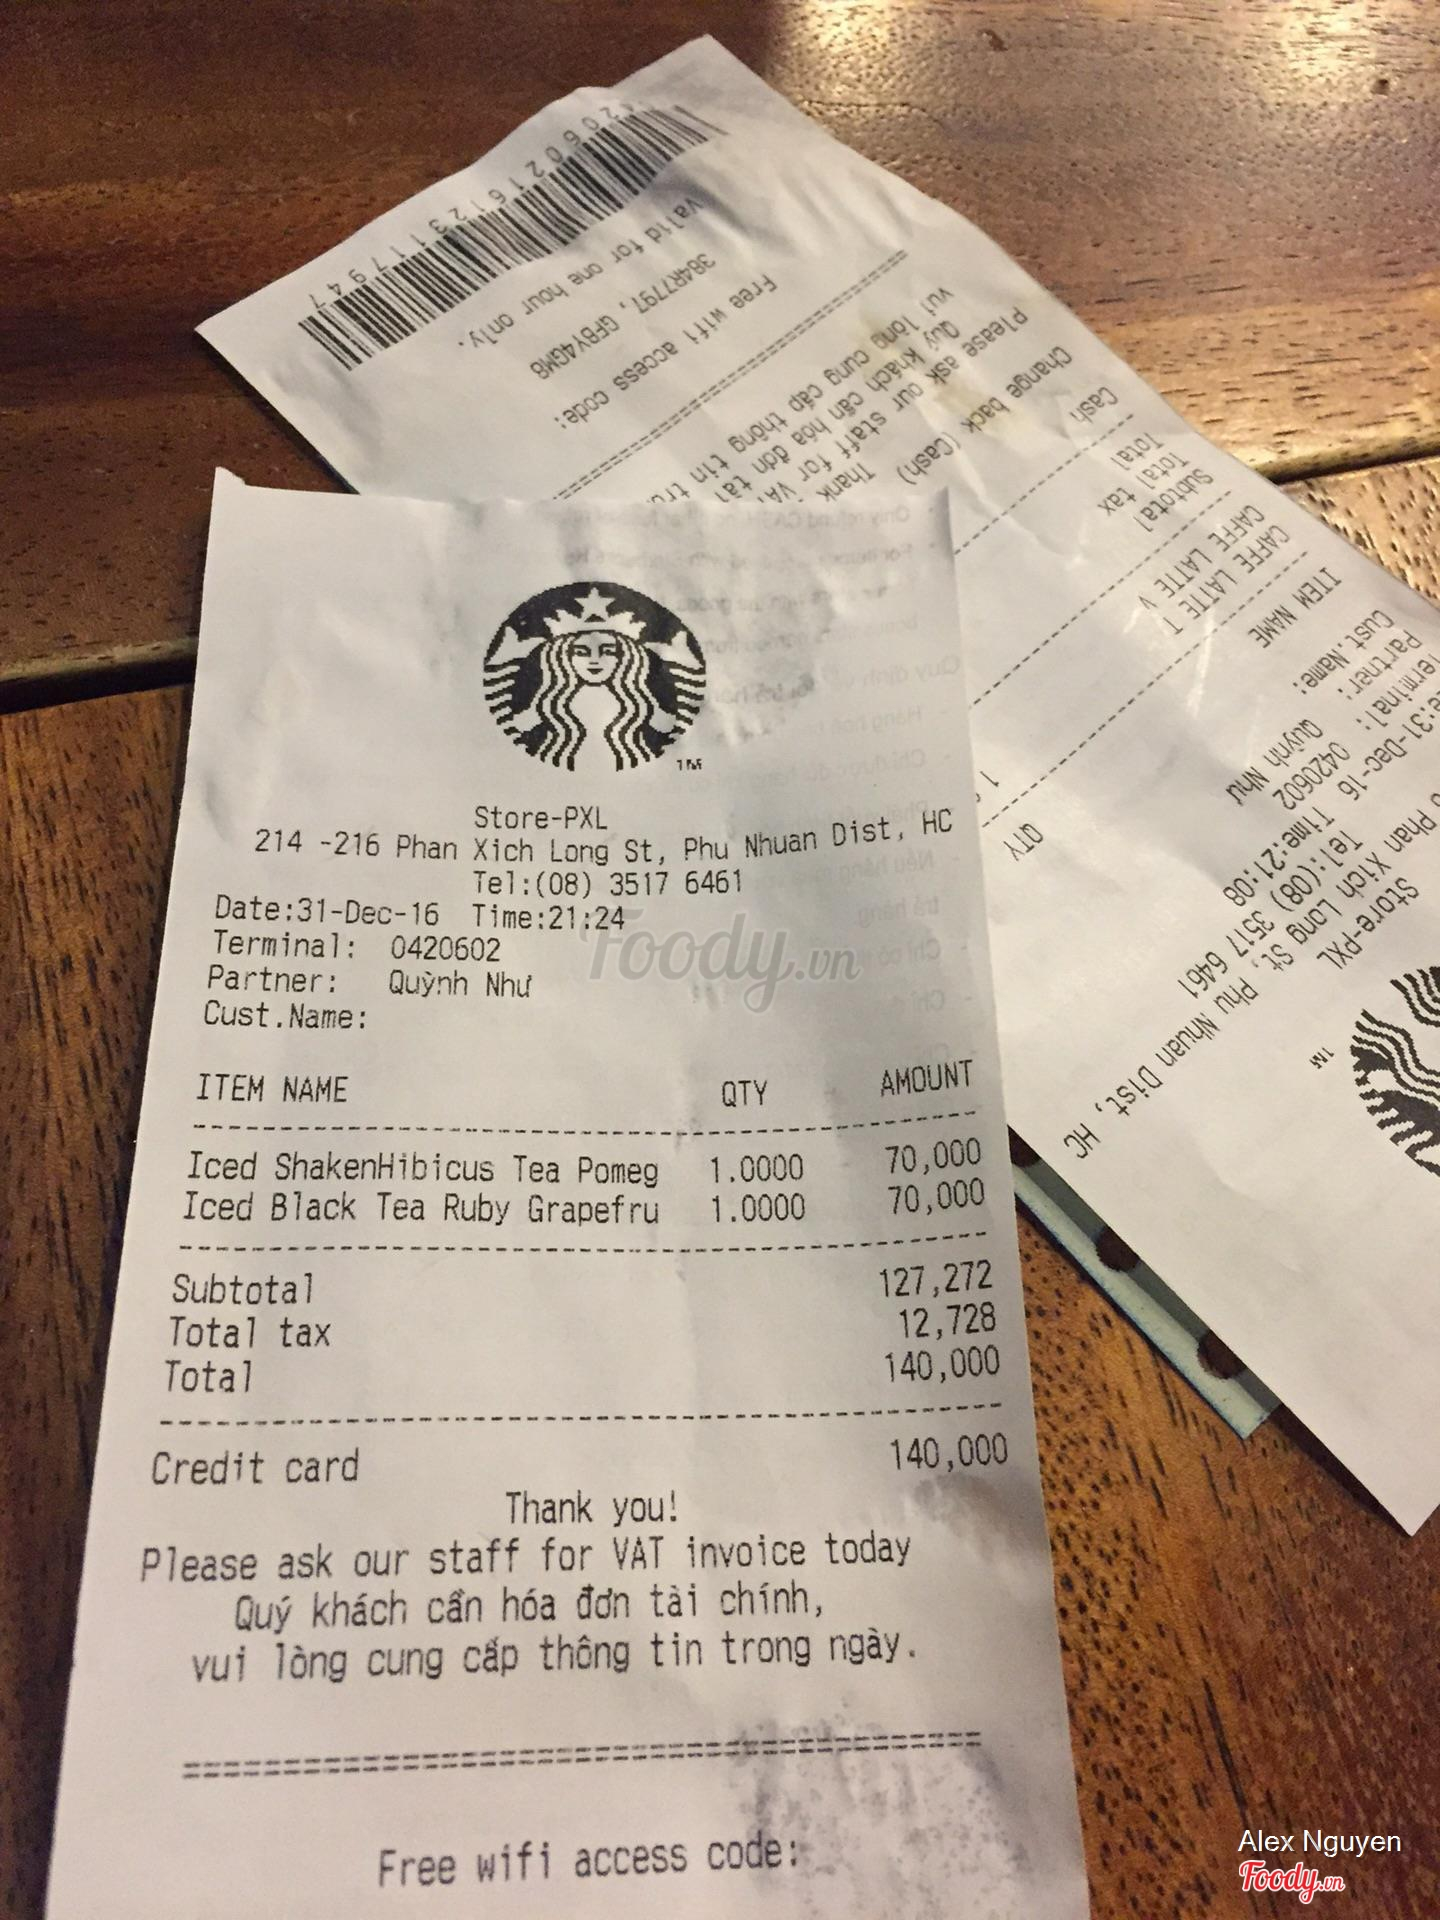 Store-PXL
214 -216 Phan Xich Long St, Phu Nhuan Dist, HC
Tel:(08) 3517 6461
Date:31-Dec-16 Time:21:24
Terminal: 0420602
Partner: Quỳnh Như
Cust.Name:
ITEM NAME QTY AMOUNT
Iced ShakenHibicus Tea Pomeg 1.0000 70,000
Iced Black Tea Ruby Grapefru 1.0000 70,000
Subtotal 127,272
Total tax 12,728
Total 140,000
Credit card 140,000
Thank you!
Please ask our staff for VAT invoice today
Quý khách cần hóa đơn tài chính,
vui lòng cung cấp thông tin trong ngày.
Free wifi access code:
TM
Store-PXL
Phan Xich Long St, Phu Nhuan Dist, HC
Tel:(08) 3517 6461
31-Dec-16 Time:21:08
Terminal: 0420602
Partner: Quỳnh Như
Cust.Name:
ITEM NAME QTY
CAFFE LATTE T 1
CAFFE LATTE V
Subtotal
Total tax
Total
Cash
Change back (Cash)
Thank
Please ask our staff for VA
Quý khách cần hóa đơn tài
vui lòng cung cấp thông tin
Free wifi access code:
384R7797, GFBY4GM8
Valid for one hour only.
TM
Foody.vn
Alex Nguyen
Foody.vn